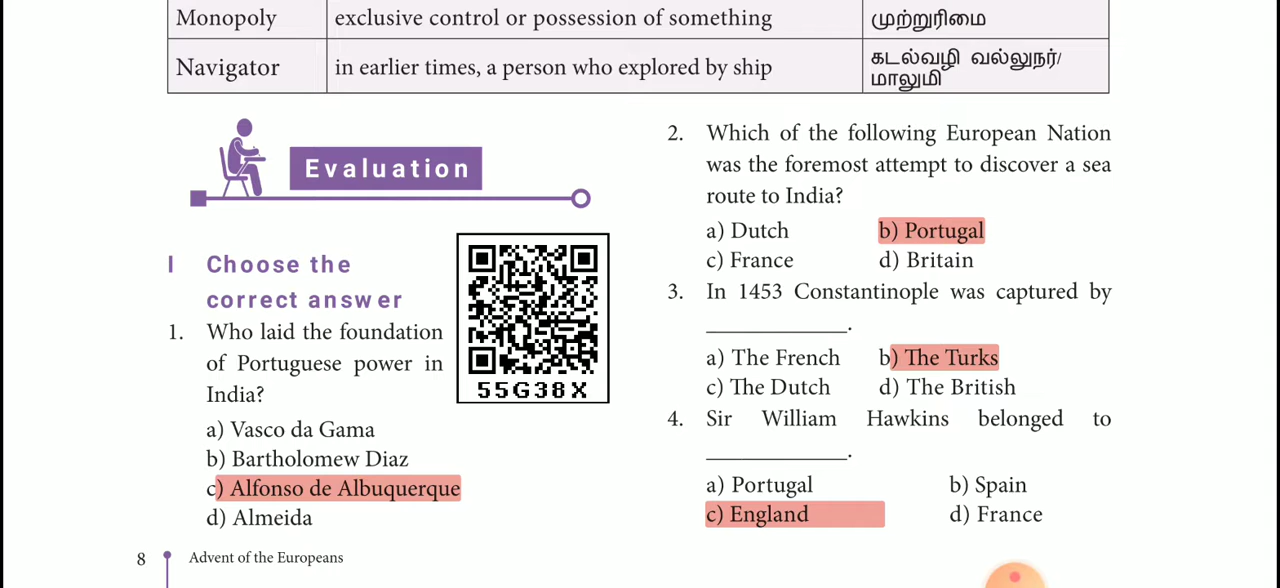 Monopoly exclusive control or possession of something முற்றுரிமை
Navigator in earlier times, a person who explored by ship கடல்வழி வல்லுநர்/
மாலுமி
Evaluation
I Choose the
correct answer
1. Who laid the foundation
of Portuguese power in
India?
a) Vasco da Gama
b) Bartholomew Diaz
c) Alfonso de Albuquerque
d) Almeida
55G38X
2. Which of the following European Nation
was the foremost attempt to discover a sea
route to India?
a) Dutch b) Portugal
c) France d) Britain
3. In 1453 Constantinople was captured by
____________.
a) The French b) The Turks
c) The Dutch d) The British
4. Sir William Hawkins belonged to
____________.
a) Portugal b) Spain
c) England d) France
8 Advent of the Europeans